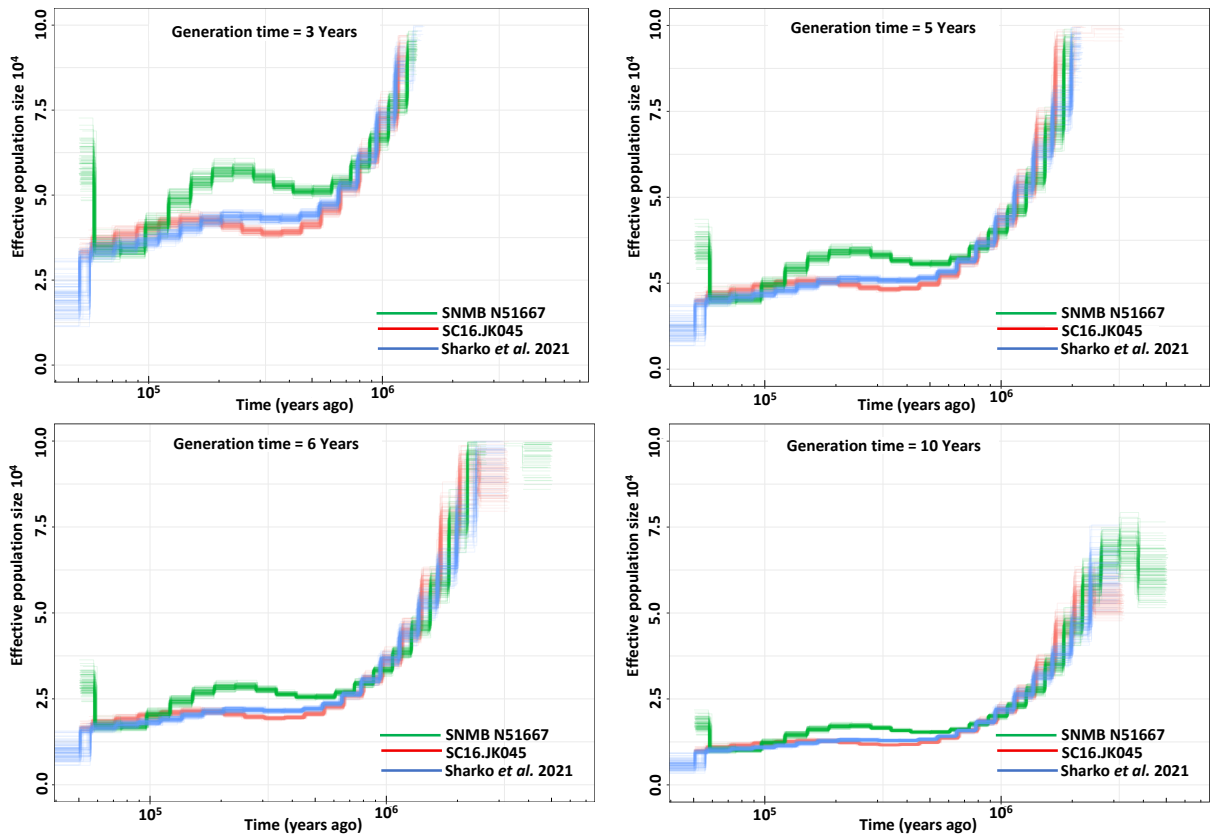 Generation time = 3 Years
Effective population size 10⁴
10.0
7.5
5.0
2.5
0.0
SNMB N51667
SC16.JK045
Sharko et al. 2021
10⁵
10⁶
Time (years ago)
Generation time = 5 Years
Effective population size 10⁴
10.0
7.5
5.0
2.5
0.0
SNMB N51667
SC16.JK045
Sharko et al. 2021
10⁵
10⁶
Time (years ago)
Generation time = 6 Years
Effective population size 10⁴
10.0
7.5
5.0
2.5
0.0
SNMB N51667
SC16.JK045
Sharko et al. 2021
10⁵
10⁶
Time (years ago)
Generation time = 10 Years
Effective population size 10⁴
10.0
7.5
5.0
2.5
0.0
SNMB N51667
SC16.JK045
Sharko et al. 2021
10⁵
10⁶
Time (years ago)